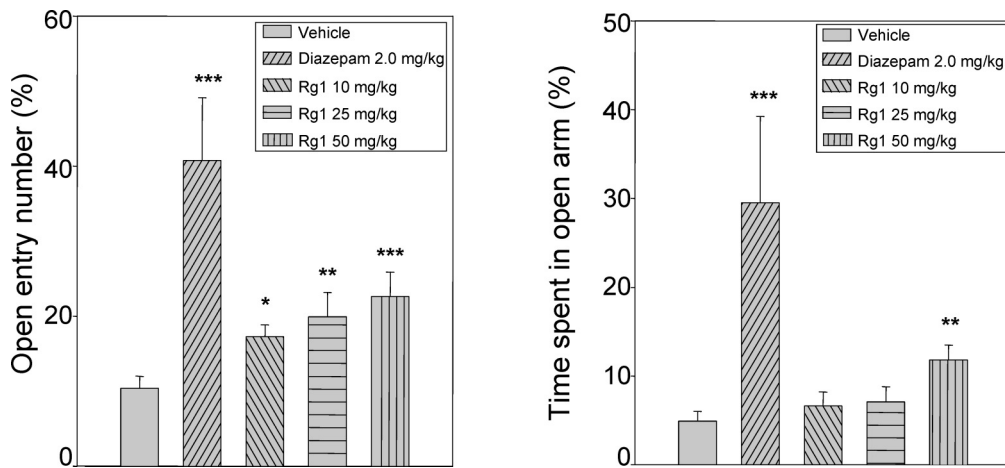 60
40
20
0
Open entry number (%)
Vehicle
Diazepam 2.0 mg/kg
Rg1 10 mg/kg
Rg1 25 mg/kg
Rg1 50 mg/kg
***
*
**
***
50
40
30
20
10
0
Time spent in open arm (%)
Vehicle
Diazepam 2.0 mg/kg
Rg1 10 mg/kg
Rg1 25 mg/kg
Rg1 50 mg/kg
***
**